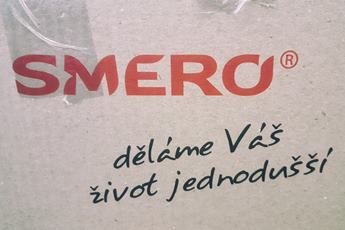 SMERO®
děláme Váš
život jednodušší